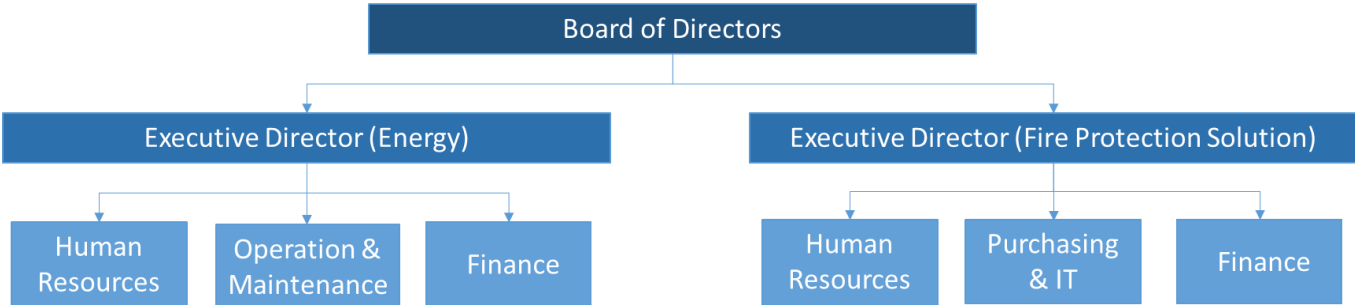 Board of Directors
Executive Director (Energy)
Executive Director (Fire Protection Solution)
Human
Resources
Operation &
Maintenance
Finance
Human
Resources
Purchasing
& IT
Finance